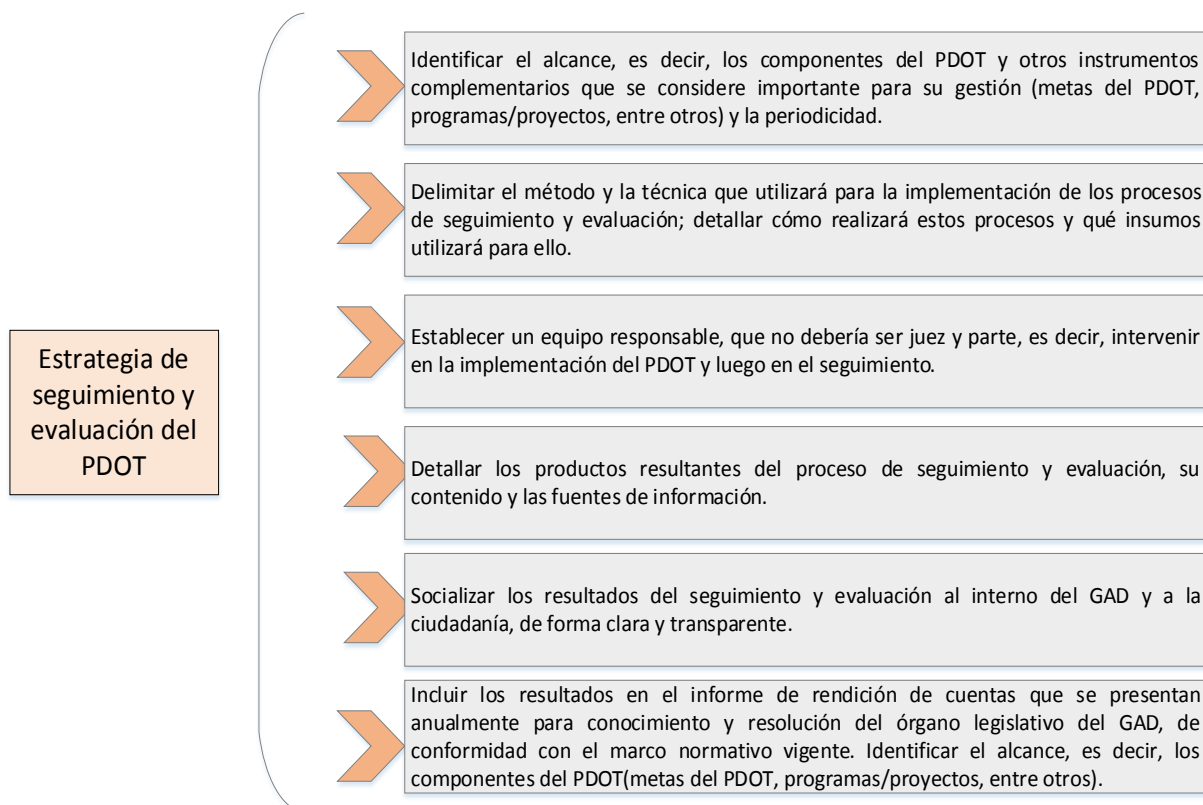 Estrategia de
seguimiento y
evaluación del
PDOT
Identificar el alcance, es decir, los componentes del PDOT y otros instrumentos
complementarios que se considere importante para su gestión (metas del PDOT,
programas/proyectos, entre otros) y la periodicidad.
Delimitar el método y la técnica que utilizará para la implementación de los procesos
de seguimiento y evaluación; detallar cómo realizará estos procesos y qué insumos
utilizará para ello.
Establecer un equipo responsable, que no debería ser juez y parte, es decir, intervenir
en la implementación del PDOT y luego en el seguimiento.
Detallar los productos resultantes del proceso de seguimiento y evaluación, su
contenido y las fuentes de información.
Socializar los resultados del seguimiento y evaluación al interno del GAD y a la
ciudadanía, de forma clara y transparente.
Incluir los resultados en el informe de rendición de cuentas que se presentan
anualmente para conocimiento y resolución del órgano legislativo del GAD, de
conformidad con el marco normativo vigente. Identificar el alcance, es decir, los
componentes del PDOT(metas del PDOT, programas/proyectos, entre otros).